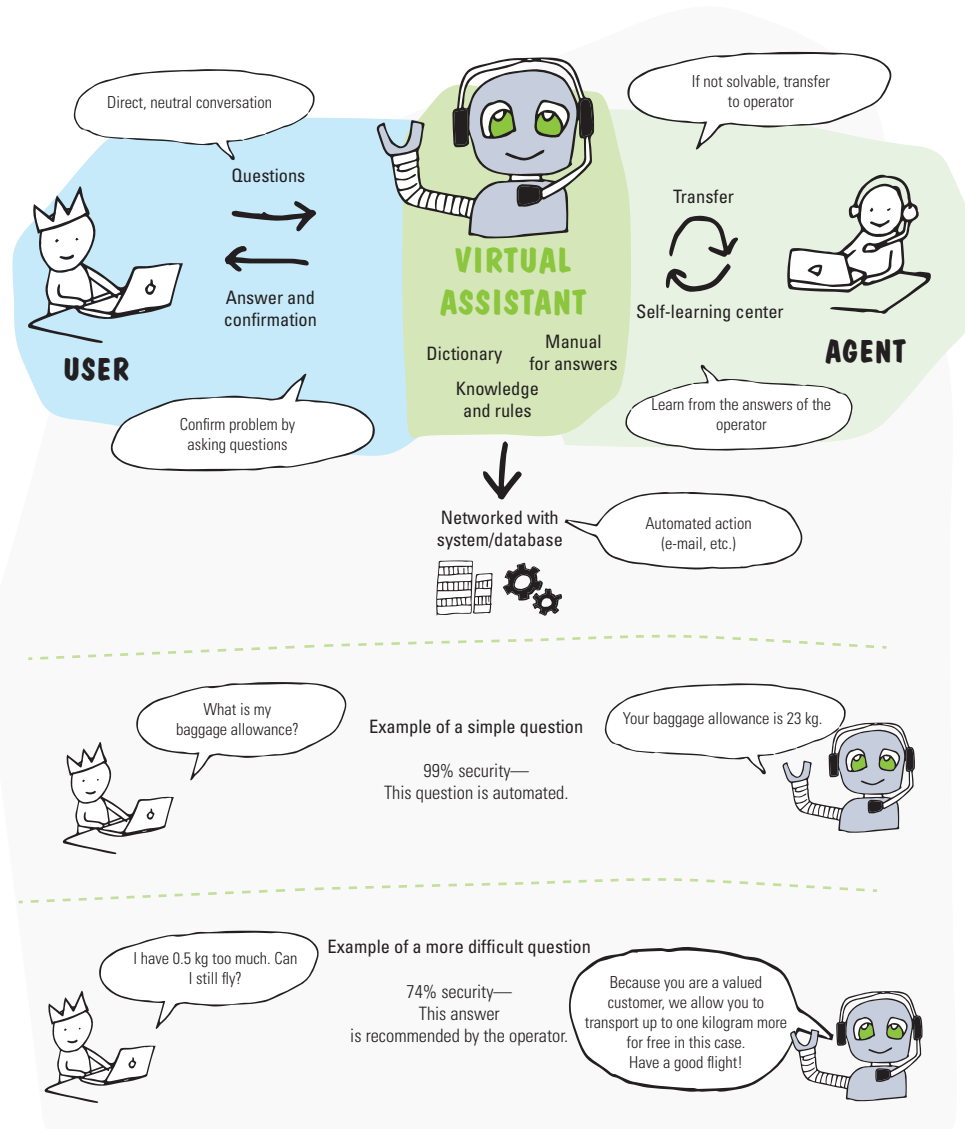 Direct, neutral conversation
If not solvable, transfer
to operator
Questions
Transfer
Answer and
confirmation
VIRTUAL
ASSISTANT
Self-learning center
USER
AGENT
Dictionary
Manual
for answers
Knowledge
and rules
Confirm problem by
asking questions
Learn from the answers of the
operator
Networked with
system/database
Automated action
(e-mail, etc.)
What is my
baggage allowance?
Example of a simple question
99% security—
This question is automated.
Your baggage allowance is 23 kg.
I have 0.5 kg too much. Can
I still fly?
Example of a more difficult question
74% security—
This answer
is recommended by the operator.
Because you are a valued
customer, we allow you to
transport up to one kilogram more
for free in this case.
Have a good flight!